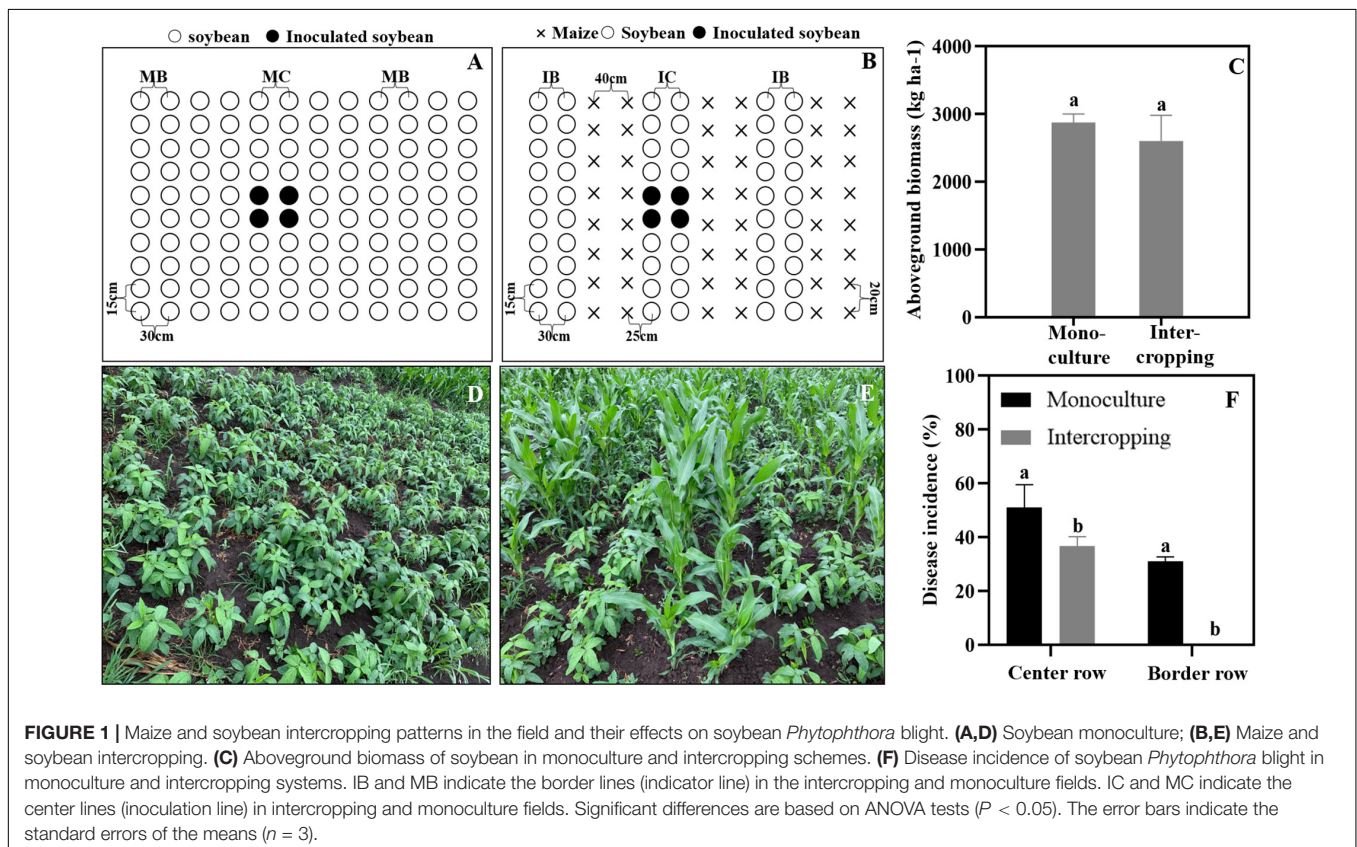 ○ soybean ● Inoculated soybean
A
MB MC MB
15cm
30cm
× Maize ○ Soybean ● Inoculated soybean
B
IB 40cm IC IB
15cm
20cm
30cm 25cm
C
Aboveground biomass (kg ha-1)
4000
3000
2000
1000
0
a a
Mono-
culture
Inter-
cropping
D
E
F
Disease incidence (%)
100
80
60
40
20
0
Monoculture
Intercropping
a b a b
Center row Border row
FIGURE 1 | Maize and soybean intercropping patterns in the field and their effects on soybean Phytophthora blight. (A,D) Soybean monoculture; (B,E) Maize and
soybean intercropping. (C) Aboveground biomass of soybean in monoculture and intercropping schemes. (F) Disease incidence of soybean Phytophthora blight in
monoculture and intercropping systems. IB and MB indicate the border lines (indicator line) in the intercropping and monoculture fields. IC and MC indicate the
center lines (inoculation line) in intercropping and monoculture fields. Significant differences are based on ANOVA tests (P < 0.05). The error bars indicate the
standard errors of the means (n = 3).